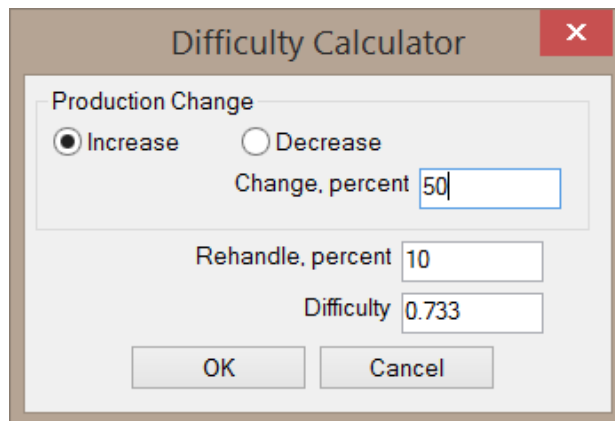 Difficulty Calculator
Production Change
Increase Decrease
Change, percent 50
Rehandle, percent 10
Difficulty 0.733
OK Cancel